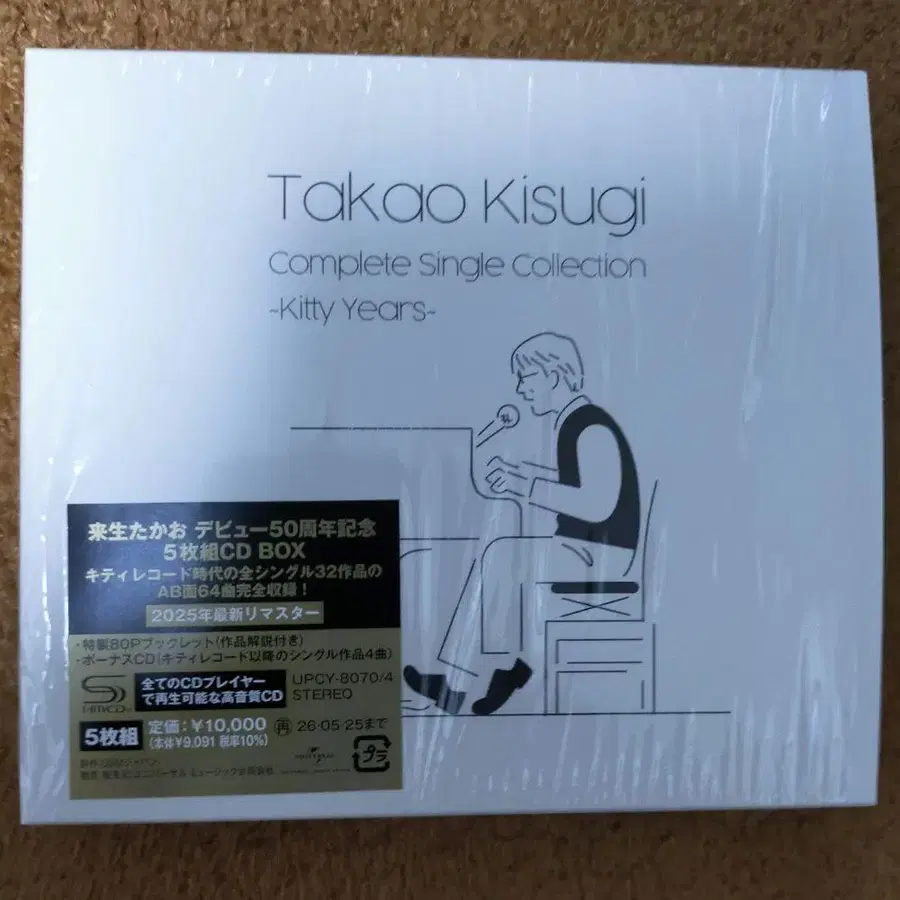 Takao Kisugi
Complete Single Collection
~Kitty Years~
来生たかお デビュー50周年記念
5枚組CD BOX
キティレコード時代の全シングル32作品の
AB面64曲完全収録！
2025年最新リマスター
・特製80Pブックレット(作品解説付き)
・ボーナスCD(キティレコード以降のシングル作品4曲)
全てのCDプレイヤー
で再生可能な高音質CD
UPCY-8070/4
STEREO
5枚組
定価：¥10,000
(本体¥9,091 税率10%)
再 26・05・25まで
プラ